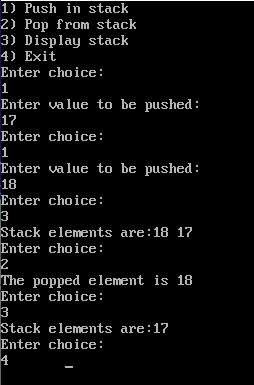 1) Push in stack
2) Pop from stack
3) Display stack
4) Exit
Enter choice:
1
Enter value to be pushed:
17
Enter choice:
1
Enter value to be pushed:
18
Enter choice:
3
Stack elements are:18 17
Enter choice:
2
The popped element is 18
Enter choice:
3
Stack elements are:17
Enter choice:
4